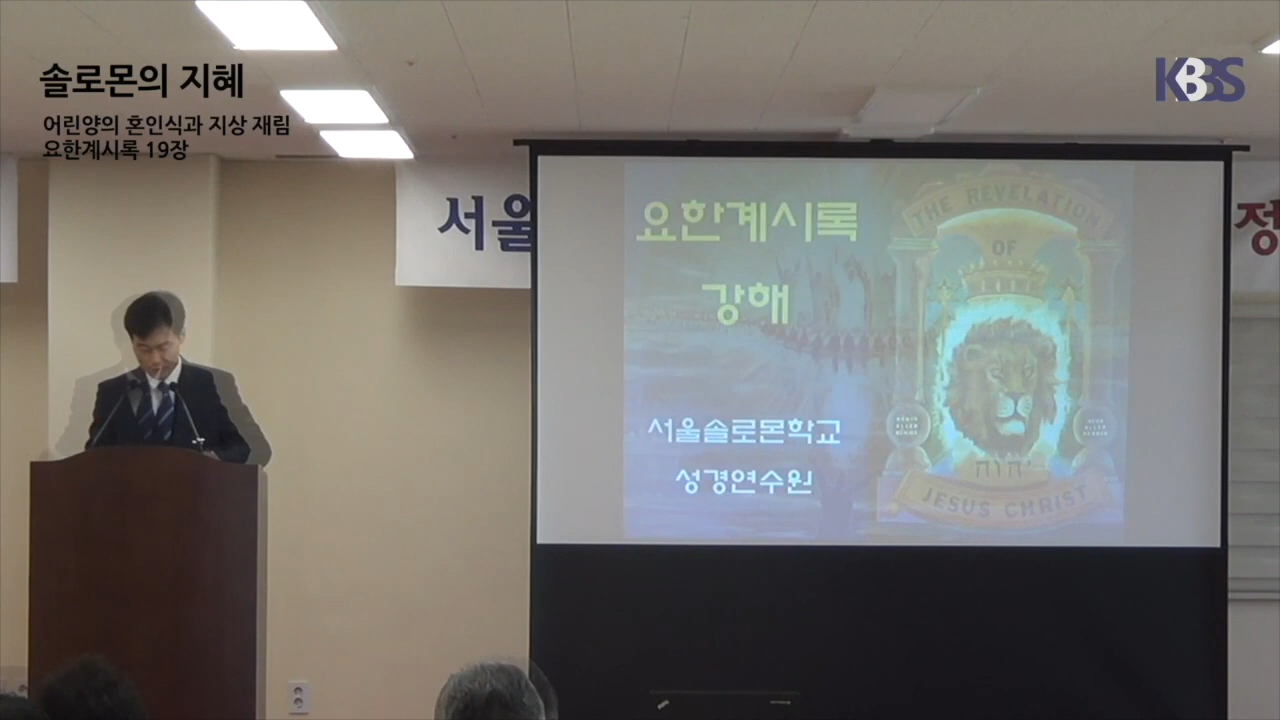 솔로몬의 지혜
어린양의 혼인식과 지상 재림
요한계시록 19장
KBBS
서울
정
요한계시록
강해
서울솔로몬학교
성경연수원
THE REVELATION
OF
יהוה
JESUS CHRIST